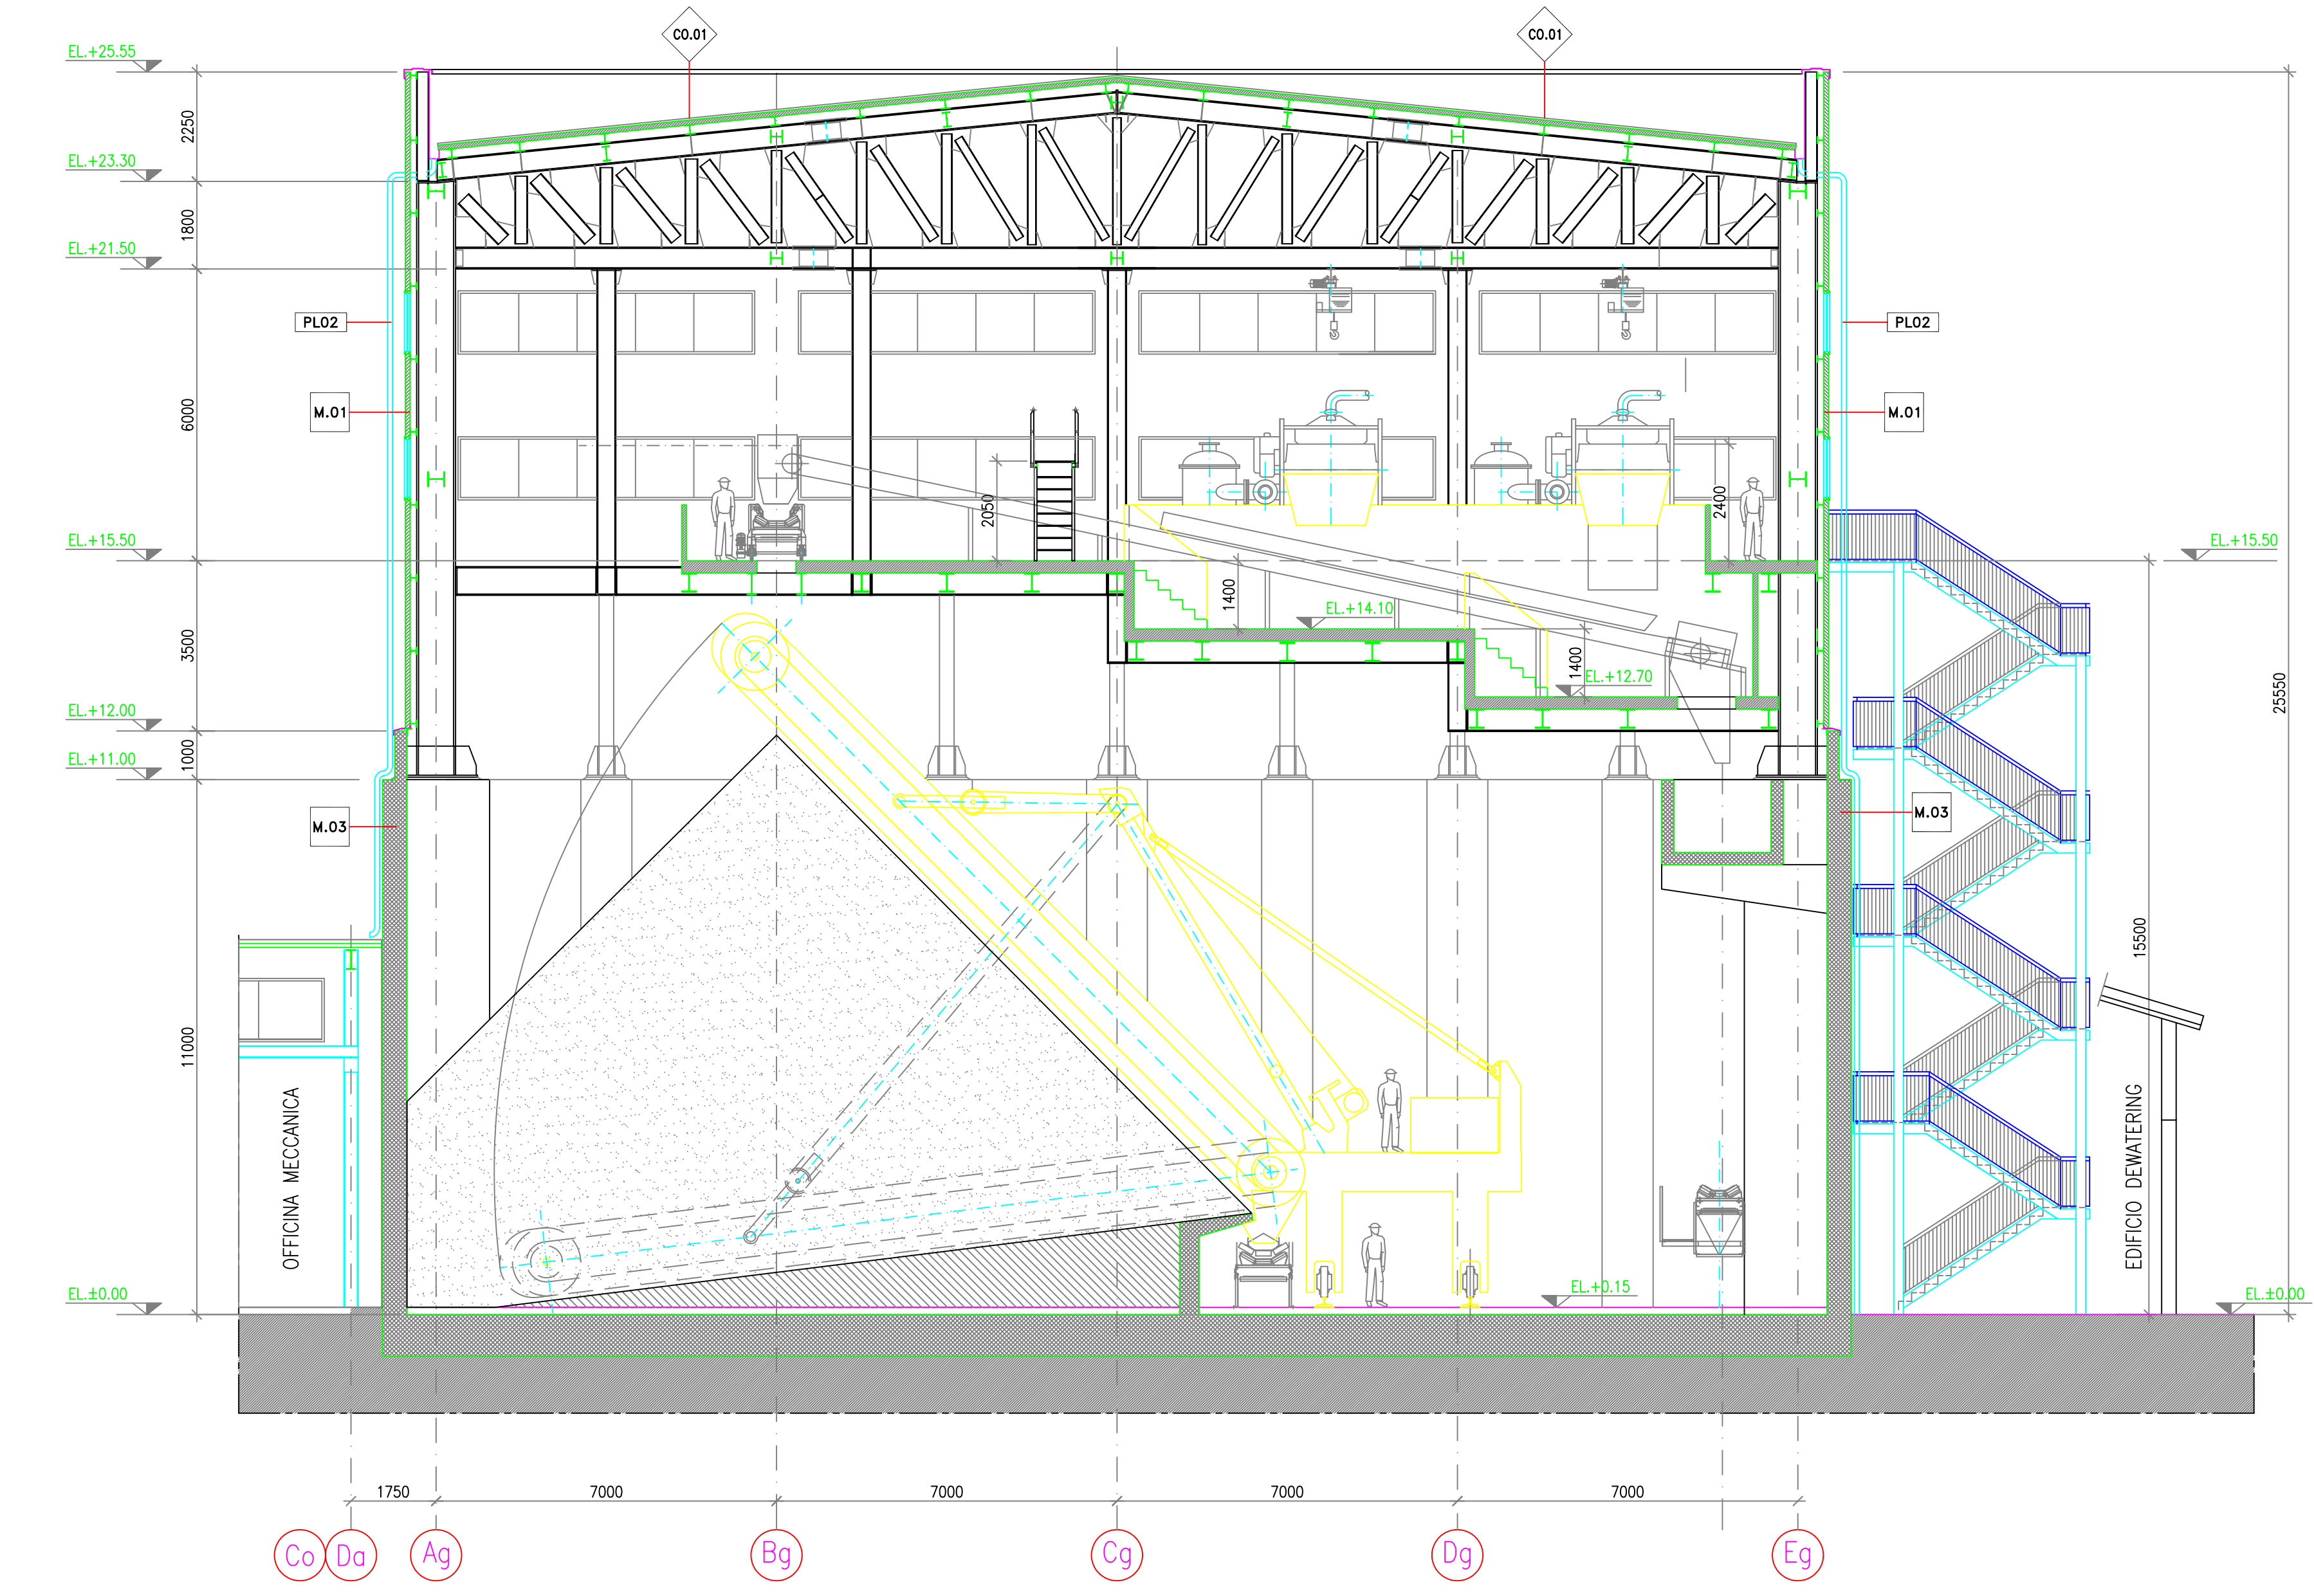 CO.01
CO.01
EL.+25.55
2250
EL.+23.30
1800
EL.+21.50
PL02
PL02
M.01
M.01
6000
2050
2400
EL.+15.50
EL.+15.50
1400
EL.+14.10
3500
1400
EL.+12.70
25550
EL.+12.00
1000
EL.+11.00
M.03
M.03
15500
11000
OFFICINA MECCANICA
EDIFICIO DEWATERING
EL.±0.00
EL.+0.15
EL.±0.00
1750
7000
7000
7000
7000
Co
Da
Ag
Bg
Cg
Dg
Eg